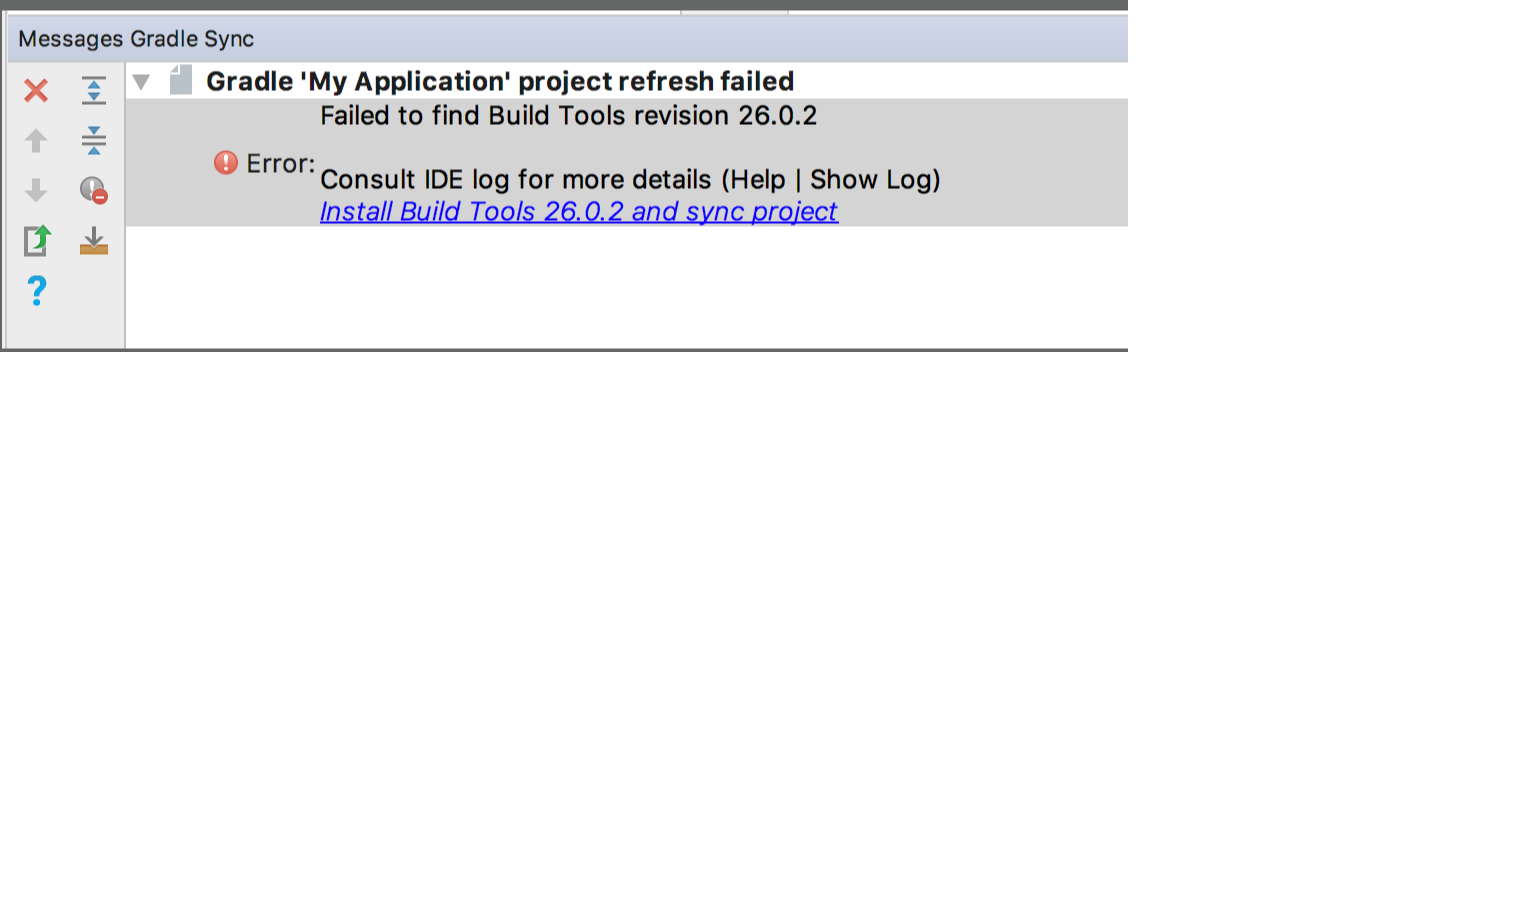 Messages Gradle Sync
Gradle 'My Application' project refresh failed
Failed to find Build Tools revision 26.0.2
Error:
Consult IDE log for more details (Help | Show Log)
Install Build Tools 26.0.2 and sync project